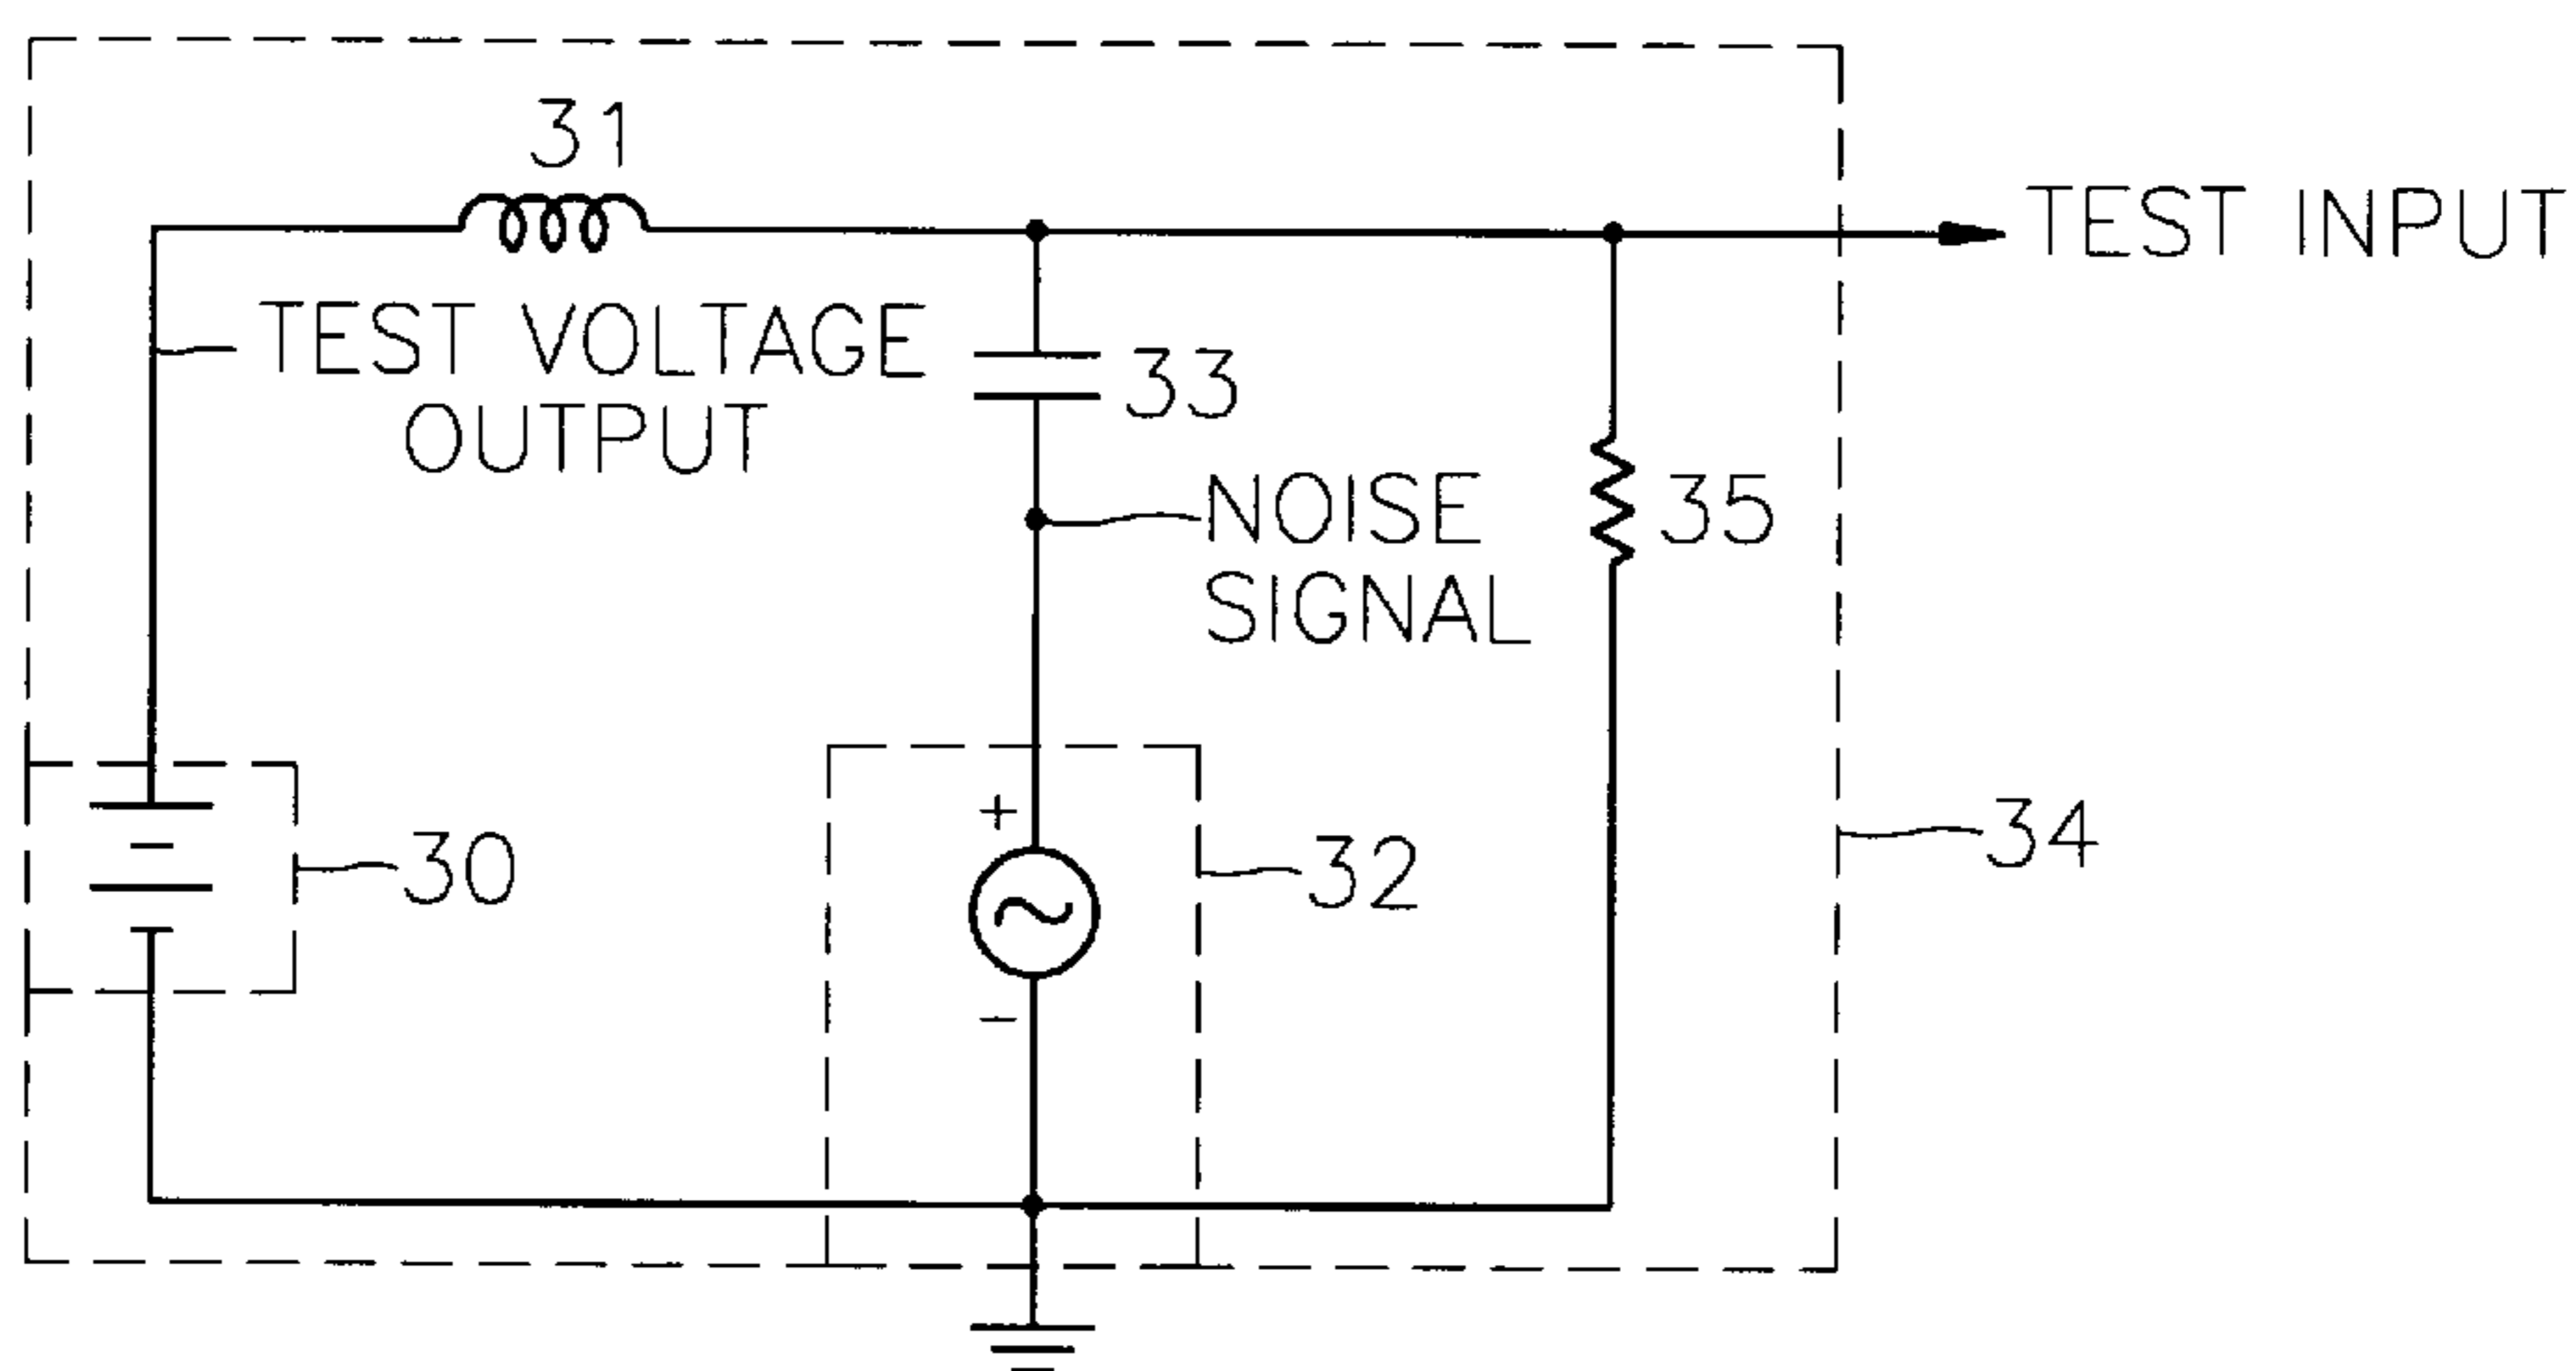 31
TEST INPUT
TEST VOLTAGE
OUTPUT
33
NOISE
SIGNAL
35
+
30
32
34
-